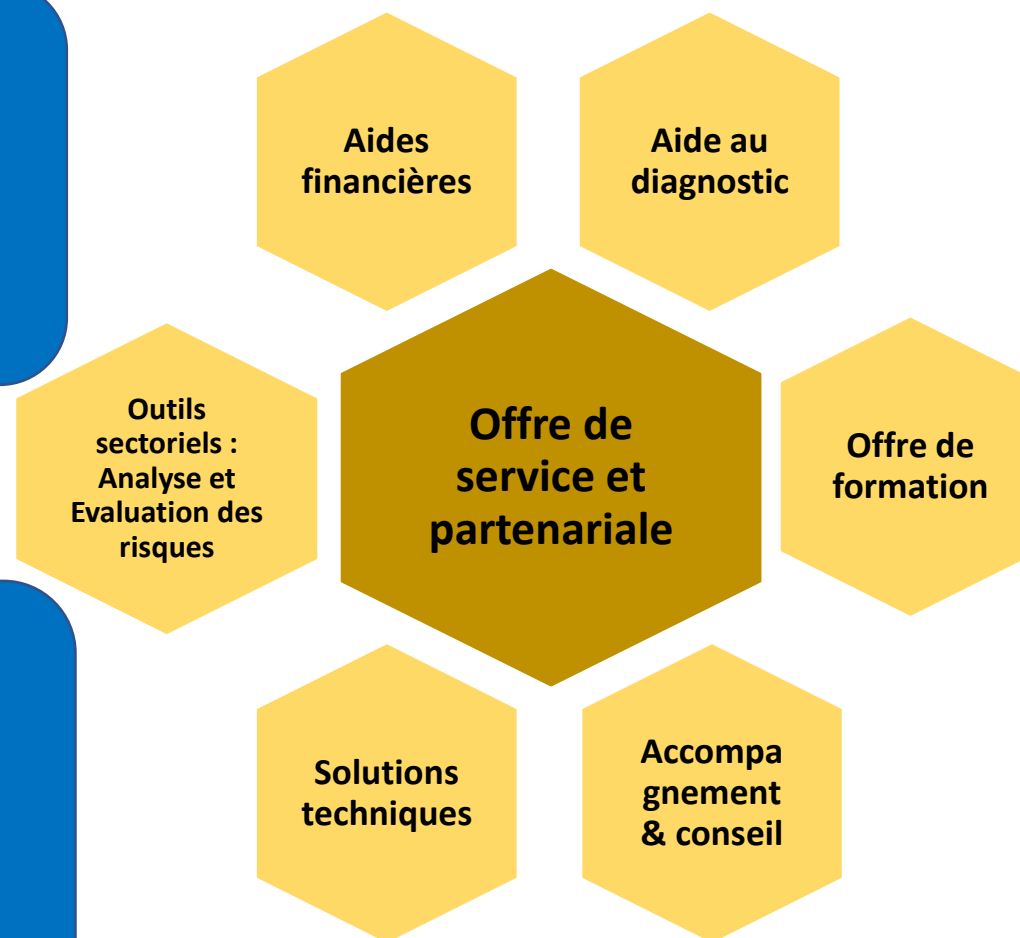 Aides
financières
Aide au
diagnostic
Outils
sectoriels :
Analyse et
Evaluation des
risques
Offre de
service et
partenariale
Offre de
formation
Solutions
techniques
Accompa
gnement
& conseil